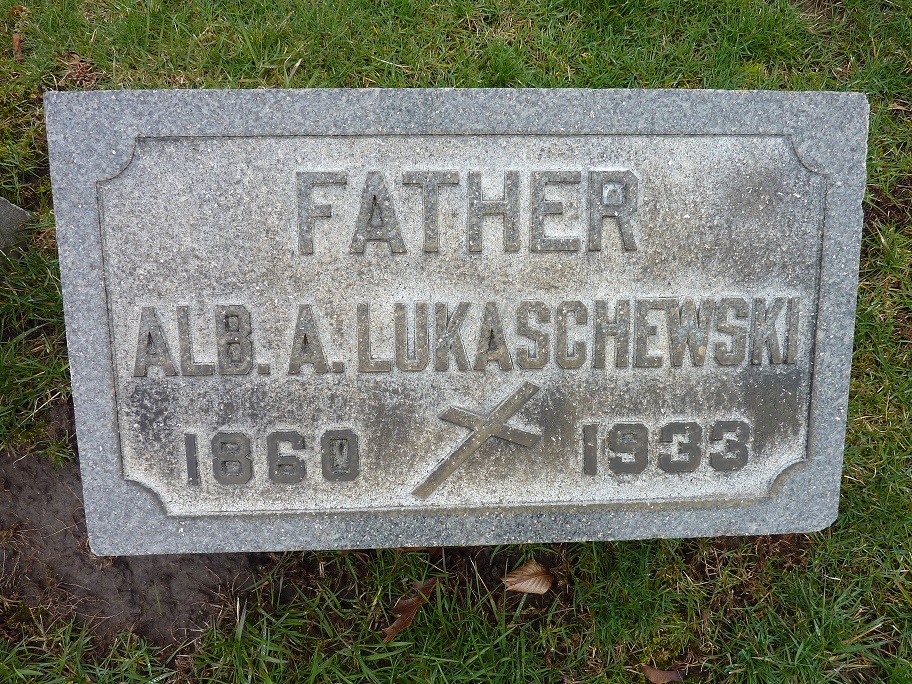 FATHER
ALB. A. LUKASCHEWSKI
1860 1933